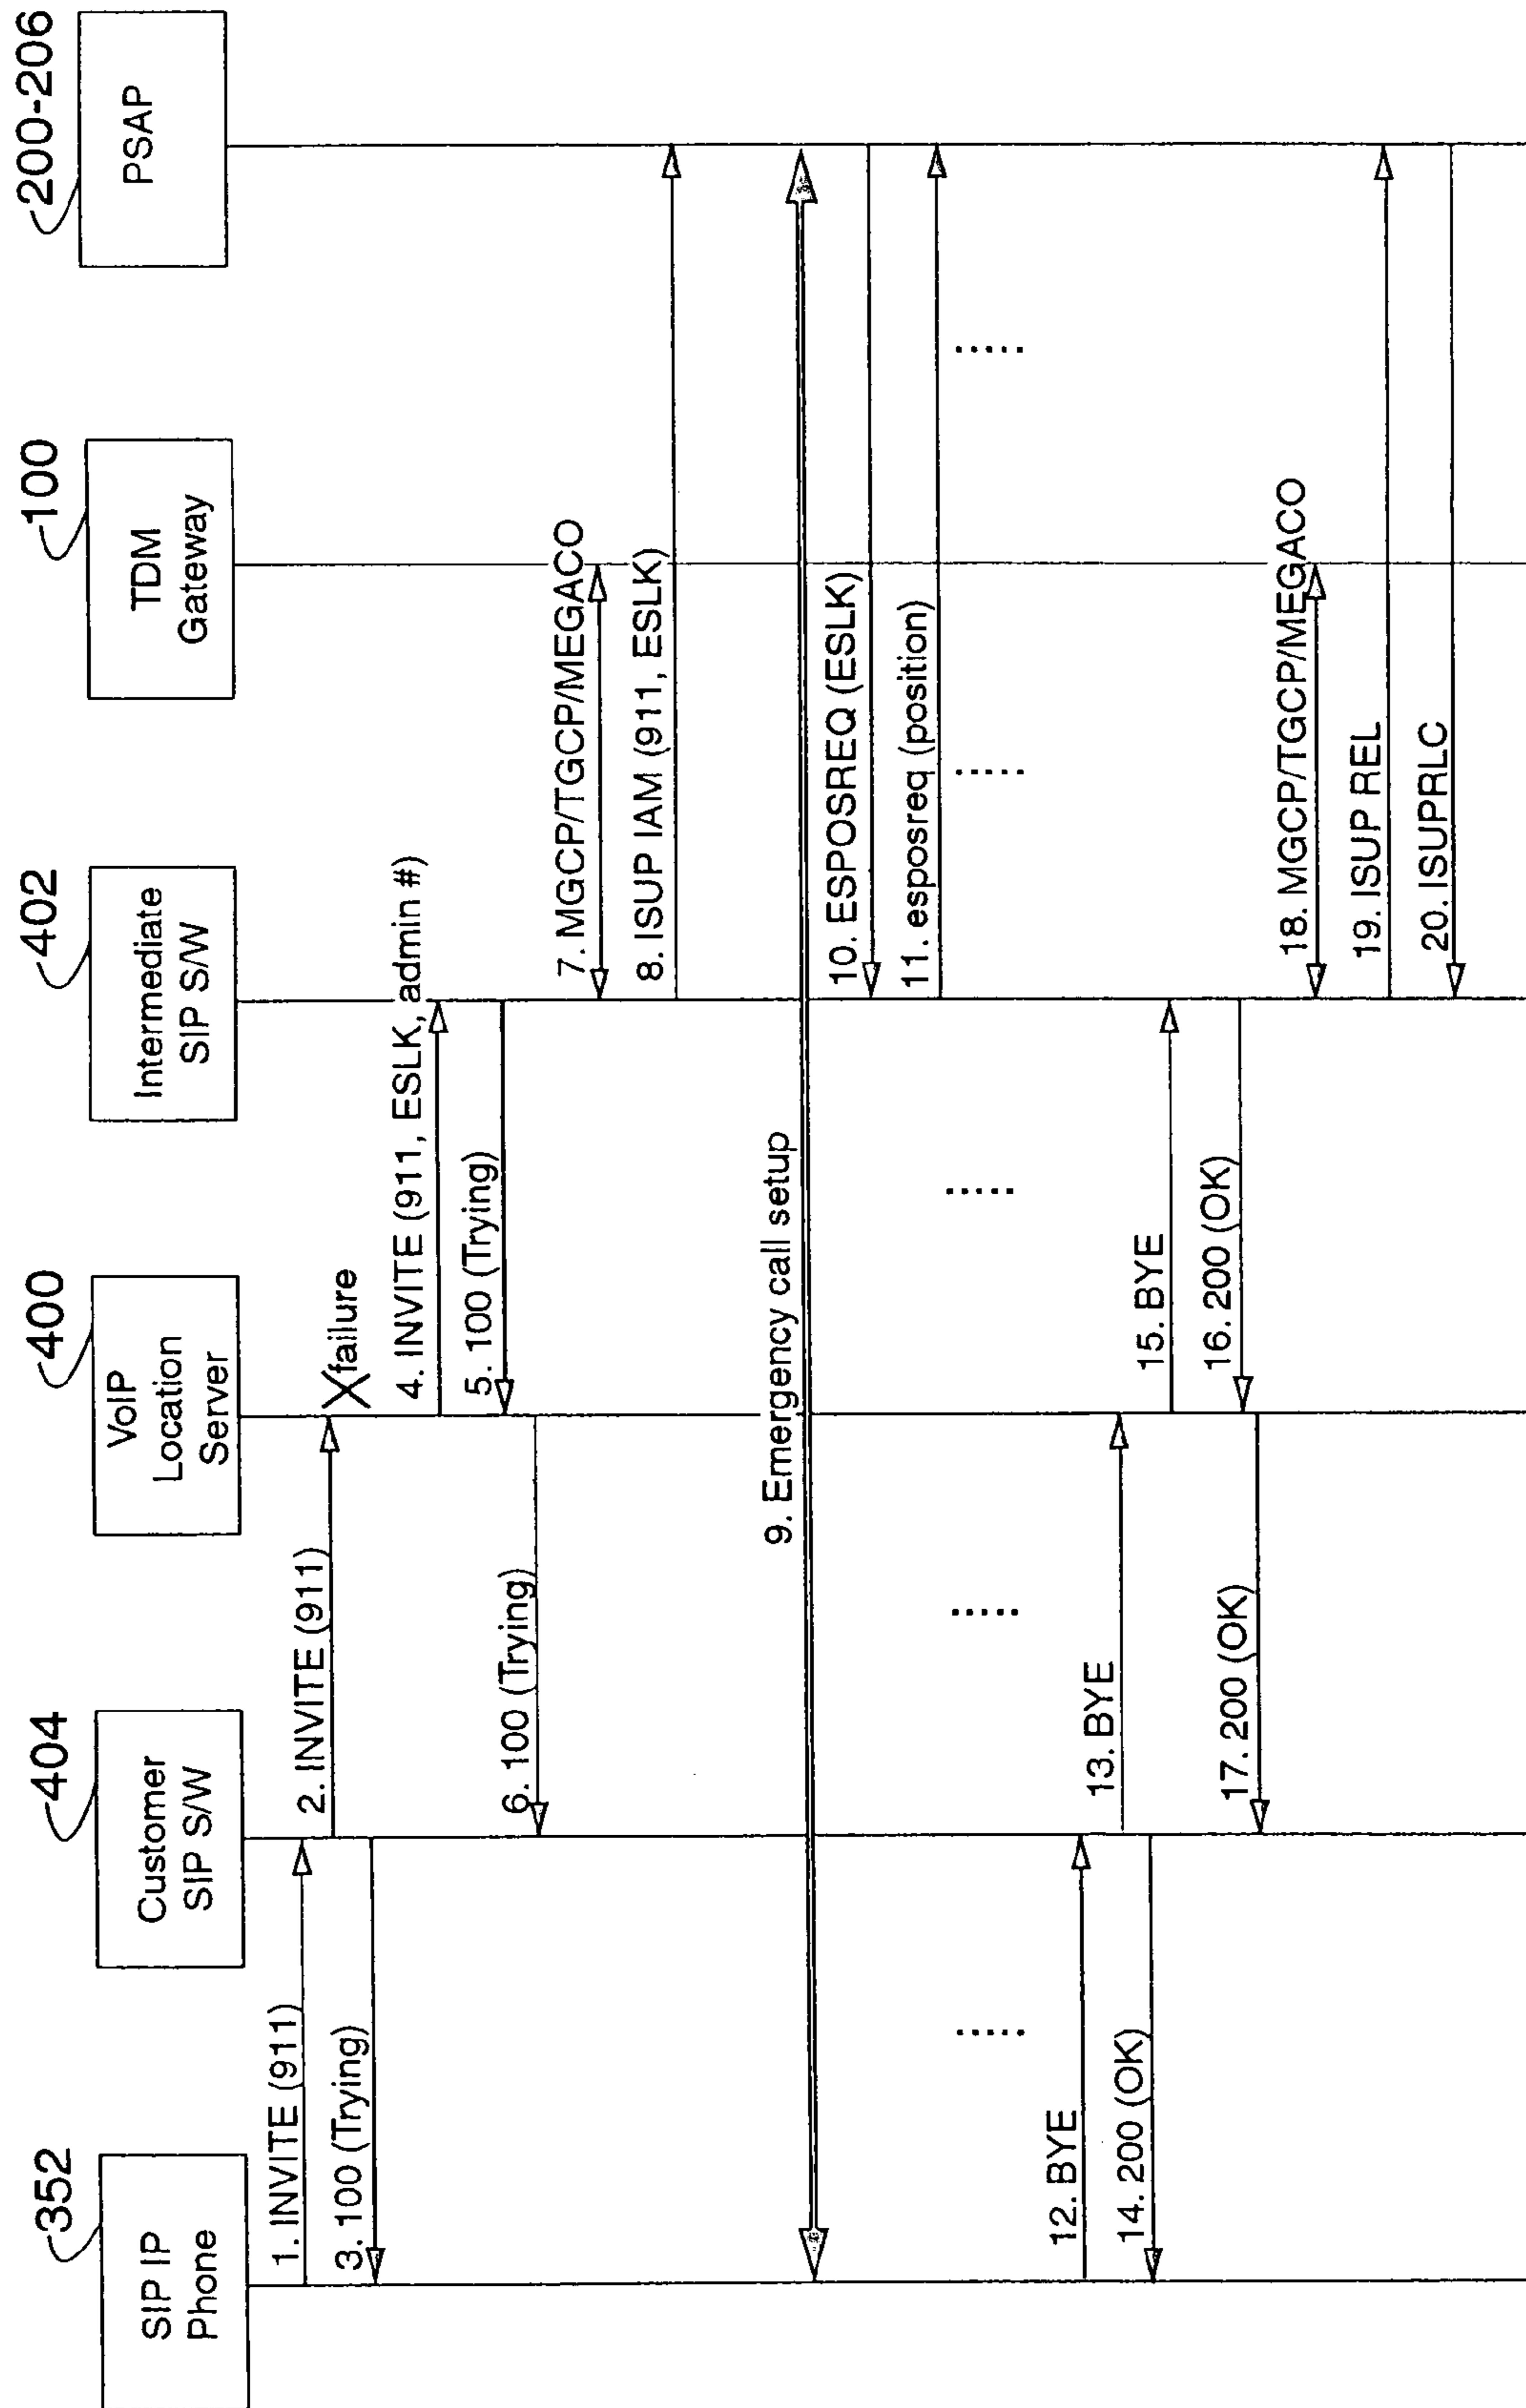 352
SIP IP
Phone
404
Customer
SIP S/W
400
VoIP
Location
Server
402
Intermediate
SIP S/W
100
TDM
Gateway
200-206
PSAP
1. INVITE (911)
2. INVITE (911)
X failure
3. 100 (Trying)
4. INVITE (911, ESLK, admin #)
5. 100 (Trying)
6. 100 (Trying)
7. MGCP/TGCP/MEGACO
8. ISUP IAM (911, ESLK)
9. Emergency call setup
10. ESPOSREQ (ESLK)
11. esposreq (position)
.....
.....
.....
.....
.....
12. BYE
13. BYE
14. 200 (OK)
15. BYE
16. 200 (OK)
17. 200 (OK)
18. MGCP/TGCP/MEGACO
19. ISUP REL
20. ISUPRLC